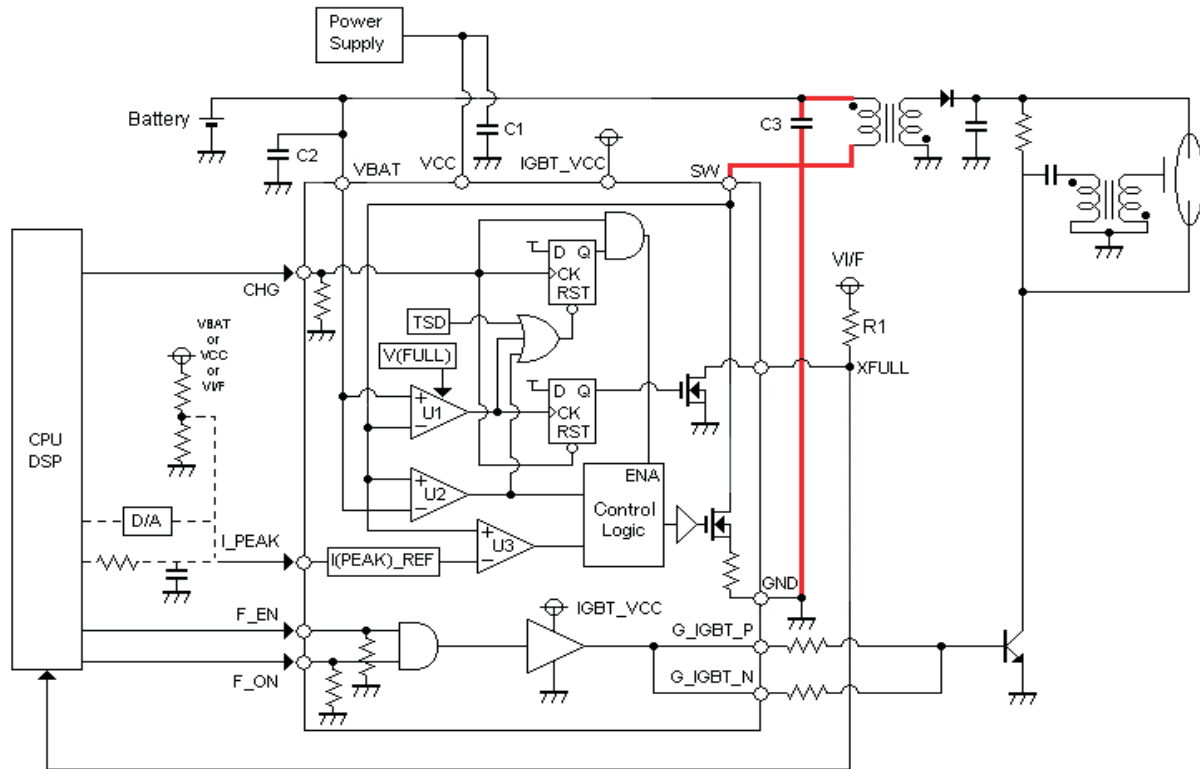 Power
Supply
Battery
C1
C2
C3
VBAT
VCC
IGBT_VCC
SW
D Q
CK
RST
CHG
VI/F
TSD
R1
V(FULL)
VBAT
or
VCC
or
VI/F
XFULL
D Q
CK
RST
+
U1
−
CPU
DSP
ENA
+
U2
−
Control
Logic
D/A
+
U3
−
I_PEAK
I(PEAK)_REF
GND
F_EN
IGBT_VCC
G_IGBT_P
F_ON
G_IGBT_N